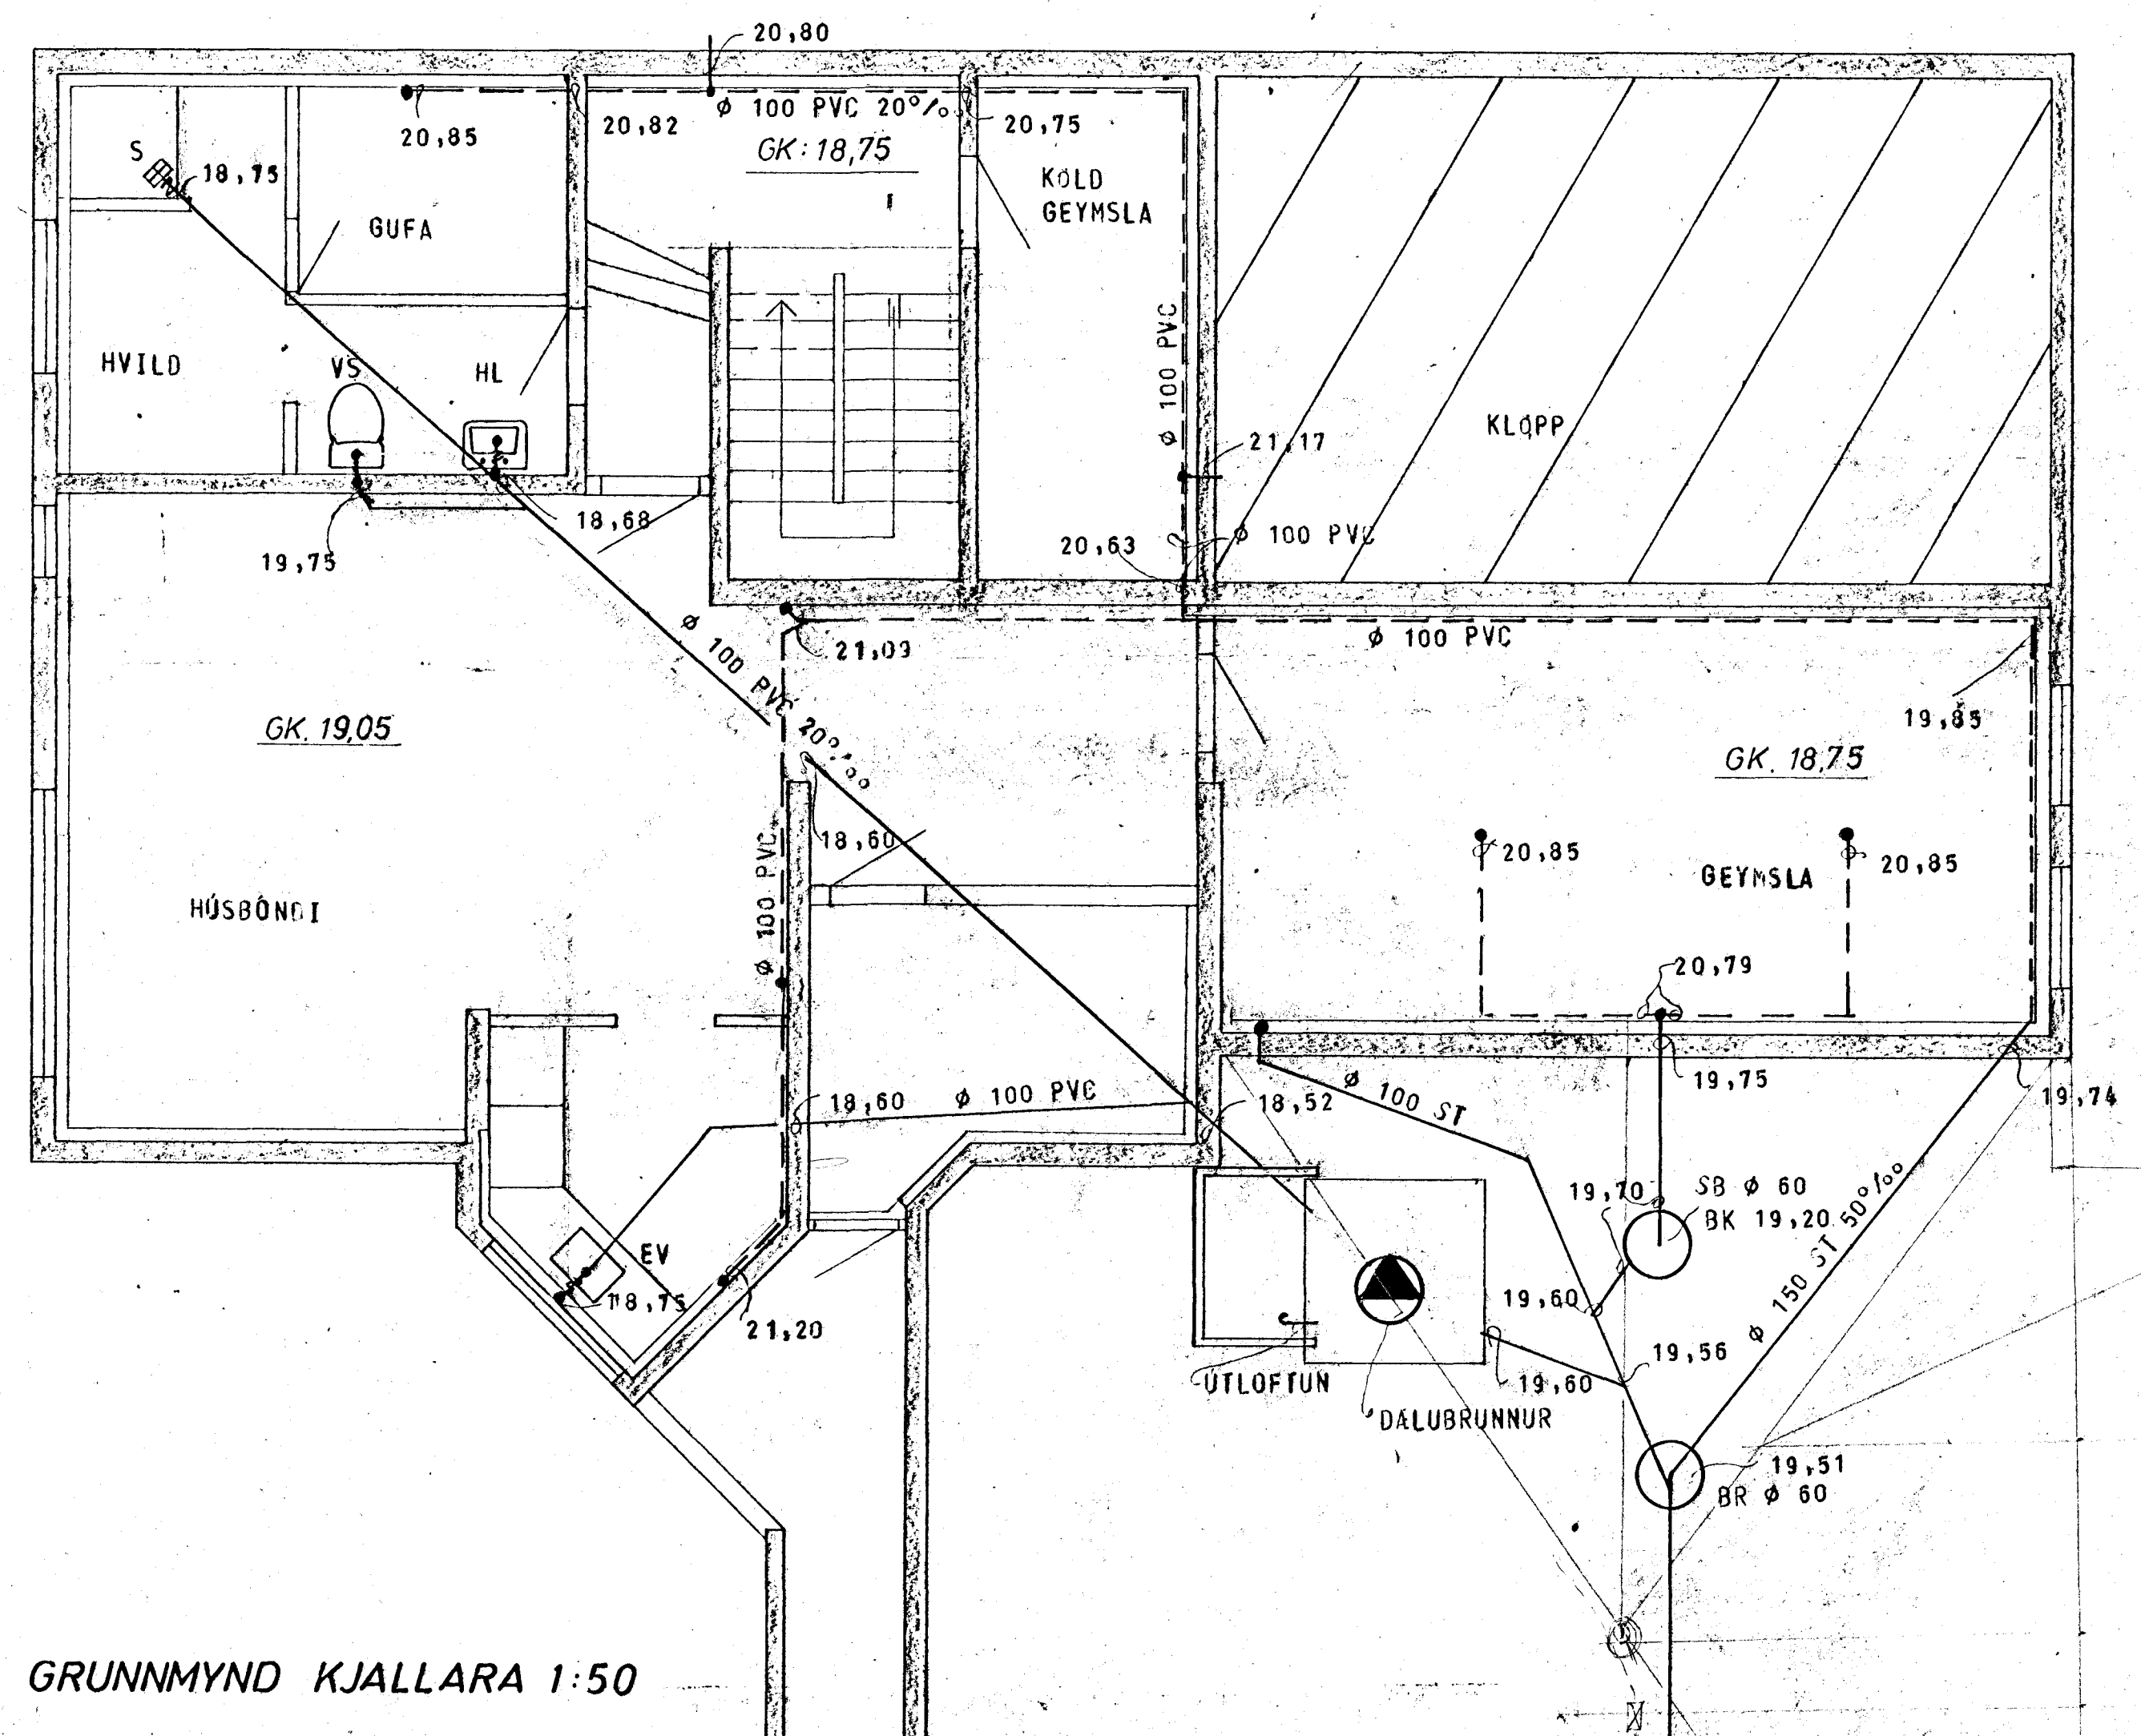 20,80
20,85
20,82
Ø 100 PVC 20°/oo
20,75
GK: 18,75
S
18,75
KÖLD
GEYMSLA
GUFA
HVILD
VS
HL
Ø 100 PVC
KLÖPP
21,17
18,68
20,63
Ø 100 PVC
19,75
Ø 100 PVC 20°/oo
21,09
Ø 100 PVC
19,85
GK. 19,05
GK. 18,75
18,60
20,85
20,85
GEYMSLA
Ø 100 PVC
HÚSBÓNDI
20,79
19,75
19,74
18,60
Ø 100 PVC
18,52
Ø 100 ST
19,70
SB Ø 60
BK 19,20
Ø 150 ST 50°/oo
EV
18,75
21,20
19,60
19,56
ÚTLOFTUN
19,60
DÆLUBRUNNUR
19,51
BR Ø 60
GRUNNMYND KJALLARA 1:50